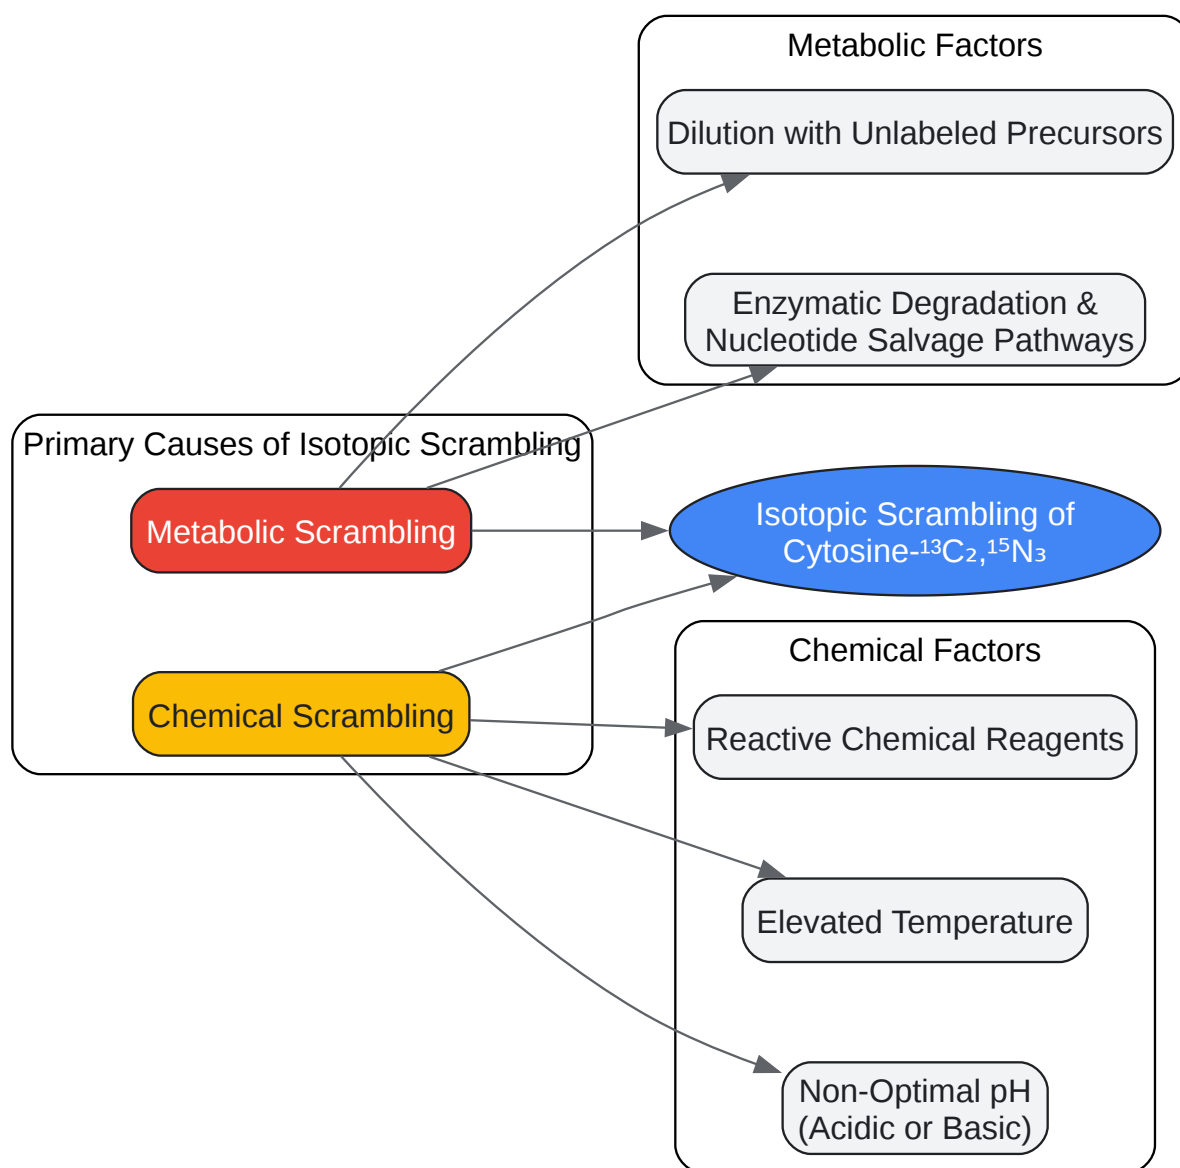 Metabolic Factors
Dilution with Unlabeled Precursors
Enzymatic Degradation &
Nucleotide Salvage Pathways
Primary Causes of Isotopic Scrambling
Metabolic Scrambling
Isotopic Scrambling of
Cytosine-¹³C₂,¹⁵N₃
Chemical Scrambling
Chemical Factors
Reactive Chemical Reagents
Elevated Temperature
Non-Optimal pH
(Acidic or Basic)